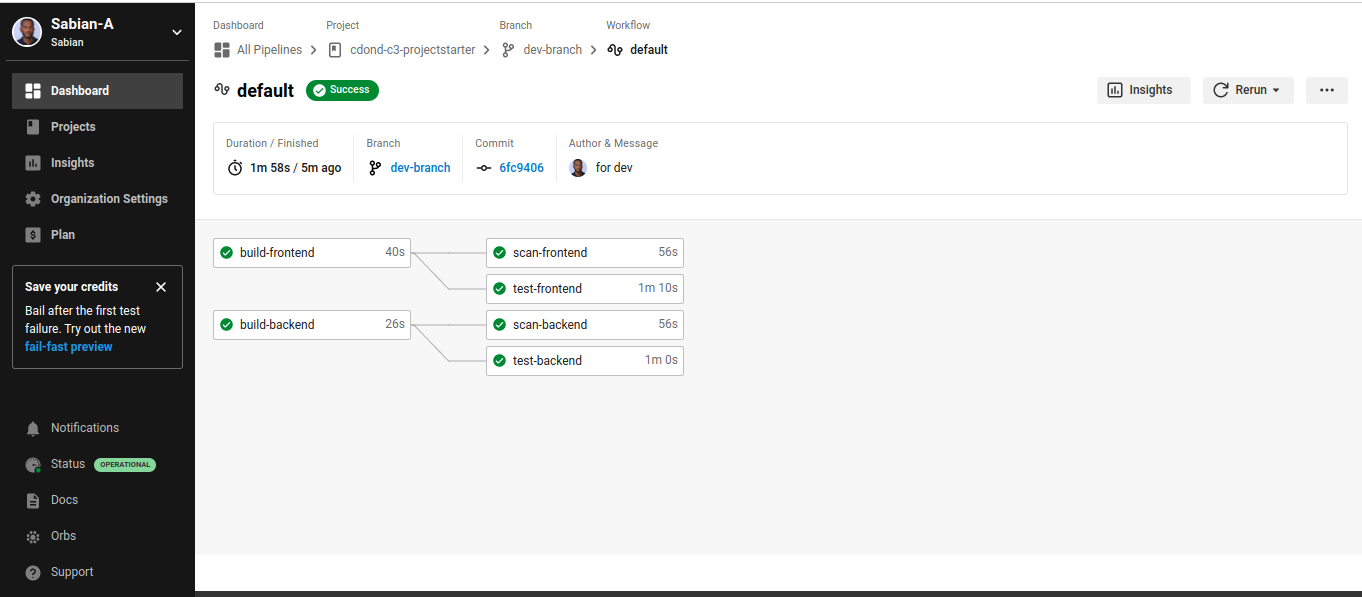 Sabian-A
Sabian
Dashboard
Projects
Insights
Organization Settings
Plan
Save your credits
Bail after the first test
failure. Try out the new
fail-fast preview
Notifications
Status OPERATIONAL
Docs
Orbs
Support
Dashboard Project Branch Workflow
All Pipelines cdond-c3-projectstarter dev-branch default
default Success Insights Rerun
Duration / Finished Branch Commit Author & Message
1m 58s / 5m ago dev-branch 6fc9406 for dev
build-frontend 40s scan-frontend 56s
test-frontend 1m 10s
build-backend 26s scan-backend 56s
test-backend 1m 0s